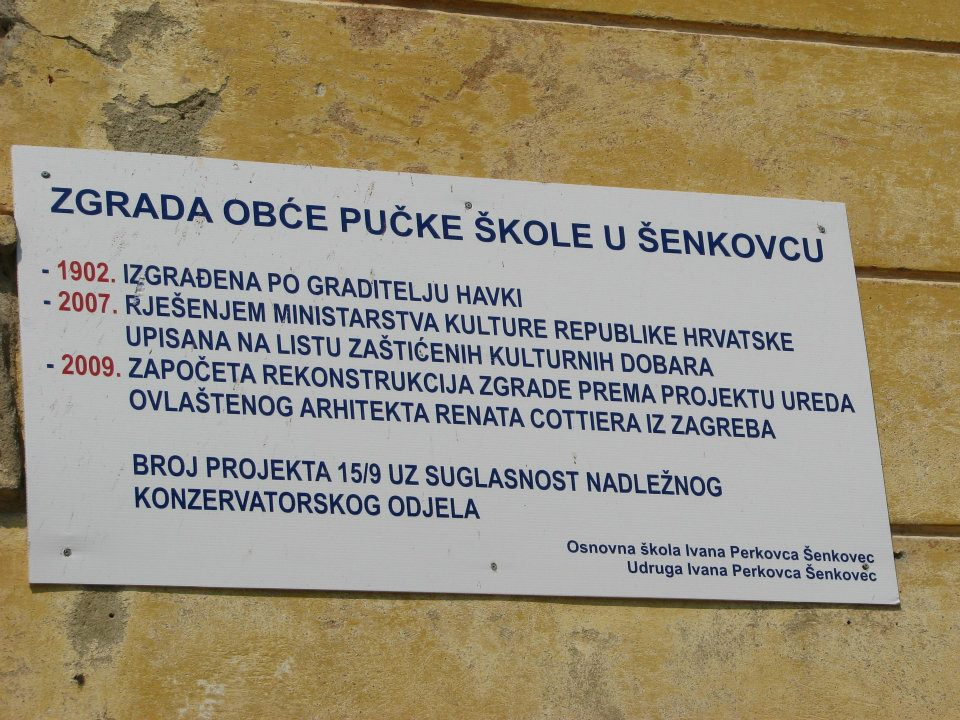 ZGRADA OBĆE PUČKE ŠKOLE U ŠENKOVCU
- 1902. IZGRAĐENA PO GRADITELJU HAVKI
- 2007. RJEŠENJEM MINISTARSTVA KULTURE REPUBLIKE HRVATSKE
UPISANA NA LISTU ZAŠTIĆENIH KULTURNIH DOBARA
- 2009. ZAPOČETA REKONSTRUKCIJA ZGRADE PREMA PROJEKTU UREDA
OVLAŠTENOG ARHITEKTA RENATA COTTIERA IZ ZAGREBA
BROJ PROJEKTA 15/9 UZ SUGLASNOST NADLEŽNOG
KONZERVATORSKOG ODJELA
Osnovna škola Ivana Perkovca Šenkovec
Udruga Ivana Perkovca Šenkovec